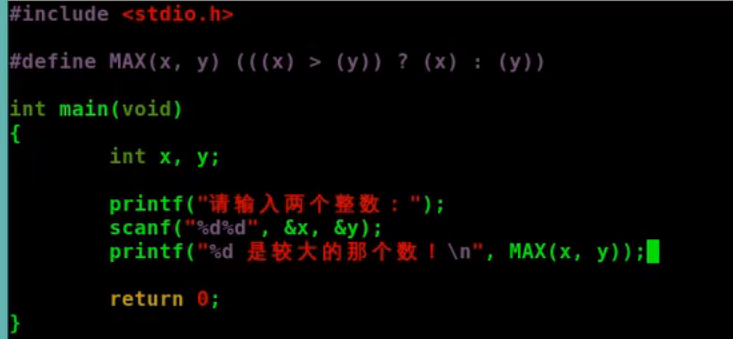 #include <stdio.h>
#define MAX(x, y) (((x) > (y)) ? (x) : (y))
int main(void)
{
int x, y;
printf("请输入两个整数：");
scanf("%d%d", &x, &y);
printf("%d 是较大的那个数！\n", MAX(x, y));
return 0;
}